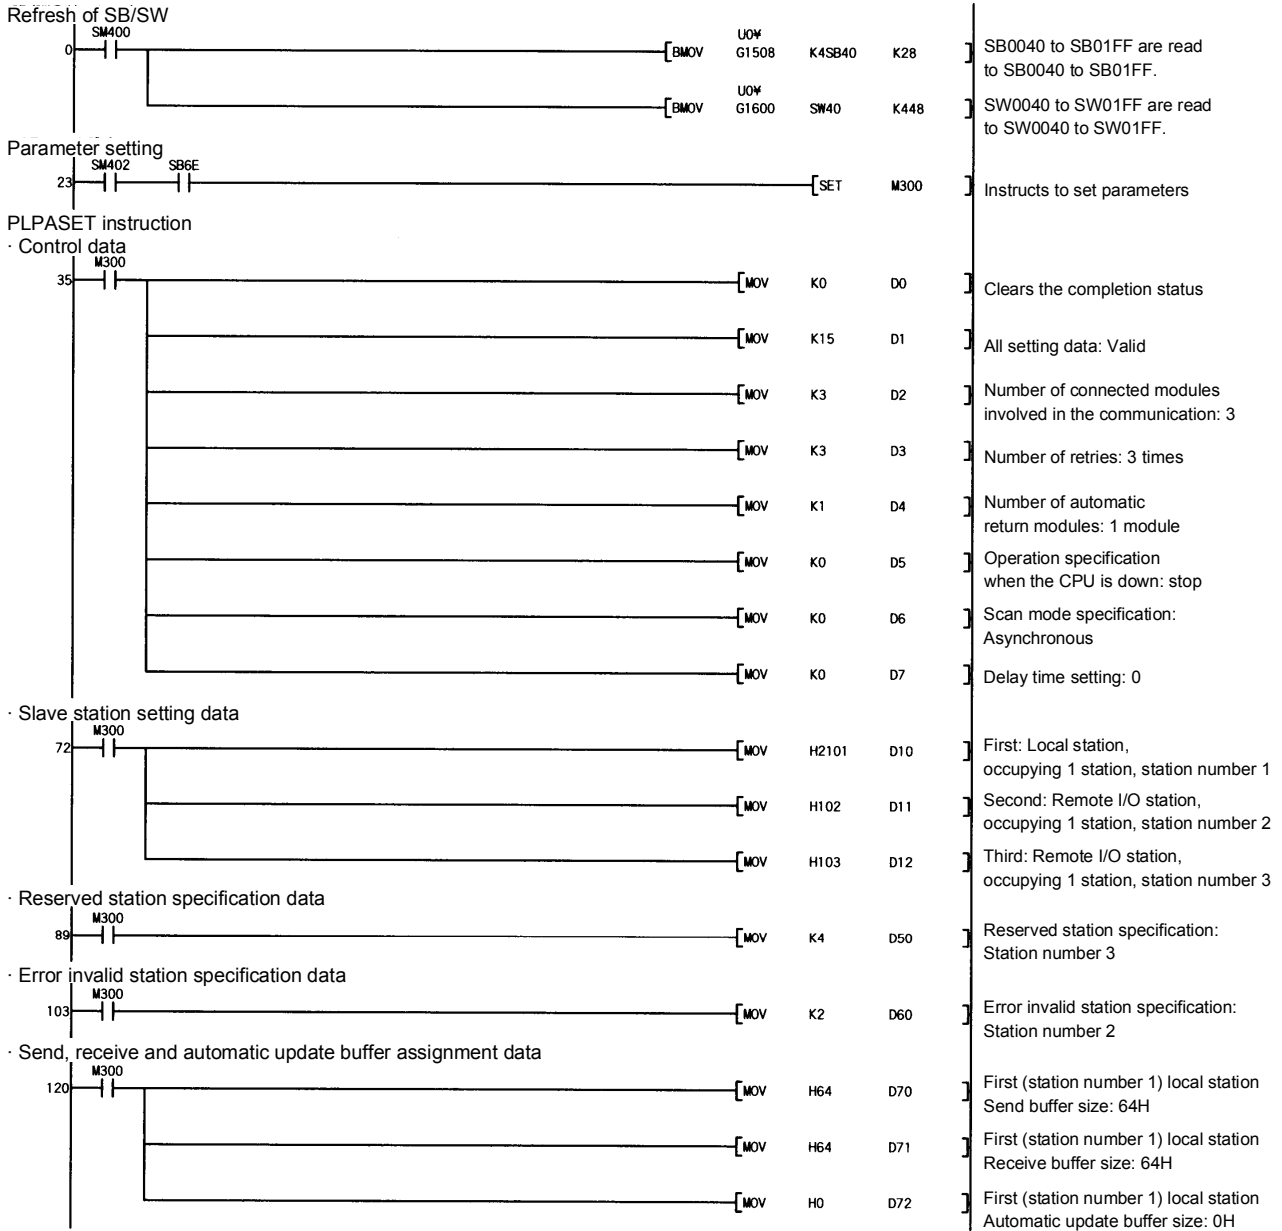 Refresh of SB/SW
SM400
U0¥
0 [BMOV G1508 K4SB40 K28 ] SB0040 to SB01FF are read
to SB0040 to SB01FF.
U0¥
[BMOV G1600 SW40 K448 ] SW0040 to SW01FF are read
to SW0040 to SW01FF.
Parameter setting
SM402 SB6E
23 [SET M300 ] Instructs to set parameters
PLPASET instruction
· Control data
M300
35 [MOV K0 D0 ] Clears the completion status
[MOV K15 D1 ] All setting data: Valid
[MOV K3 D2 ] Number of connected modules
involved in the communication: 3
[MOV K3 D3 ] Number of retries: 3 times
[MOV K1 D4 ] Number of automatic
return modules: 1 module
[MOV K0 D5 ] Operation specification
when the CPU is down: stop
[MOV K0 D6 ] Scan mode specification:
Asynchronous
[MOV K0 D7 ] Delay time setting: 0
· Slave station setting data
M300
72 [MOV H2101 D10 ] First: Local station,
occupying 1 station, station number 1
[MOV H102 D11 ] Second: Remote I/O station,
occupying 1 station, station number 2
[MOV H103 D12 ] Third: Remote I/O station,
occupying 1 station, station number 3
· Reserved station specification data
M300
89 [MOV K4 D50 ] Reserved station specification:
Station number 3
· Error invalid station specification data
M300
103 [MOV K2 D60 ] Error invalid station specification:
Station number 2
· Send, receive and automatic update buffer assignment data
M300
120 [MOV H64 D70 ] First (station number 1) local station
Send buffer size: 64H
[MOV H64 D71 ] First (station number 1) local station
Receive buffer size: 64H
[MOV H0 D72 ] First (station number 1) local station
Automatic update buffer size: 0H